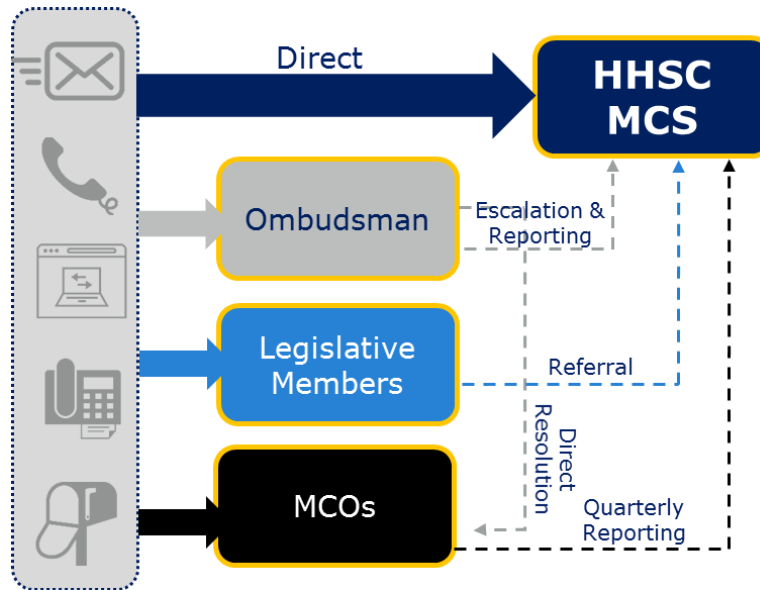 Direct
HHSC
MCS
Ombudsman
Escalation &
Reporting
Legislative
Members
Referral
Direct
Resolution
MCOs
Quarterly
Reporting